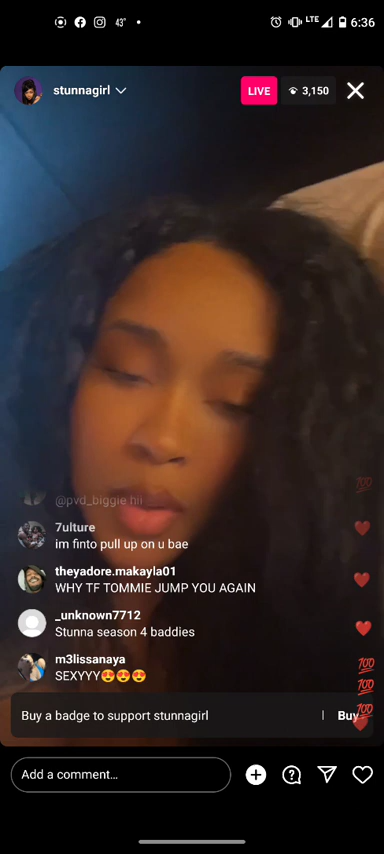 43° LTE 6:36
stunnagirl LIVE 3,150
@pvd_biggie hii
7ulture
im finto pull up on u bae
theyadore.makayla01
WHY TF TOMMIE JUMP YOU AGAIN
_unknown7712
Stunna season 4 baddies
m3lissanaya
SEXYYY😍😍😍
Buy a badge to support stunnagirl | Buy
Add a comment...